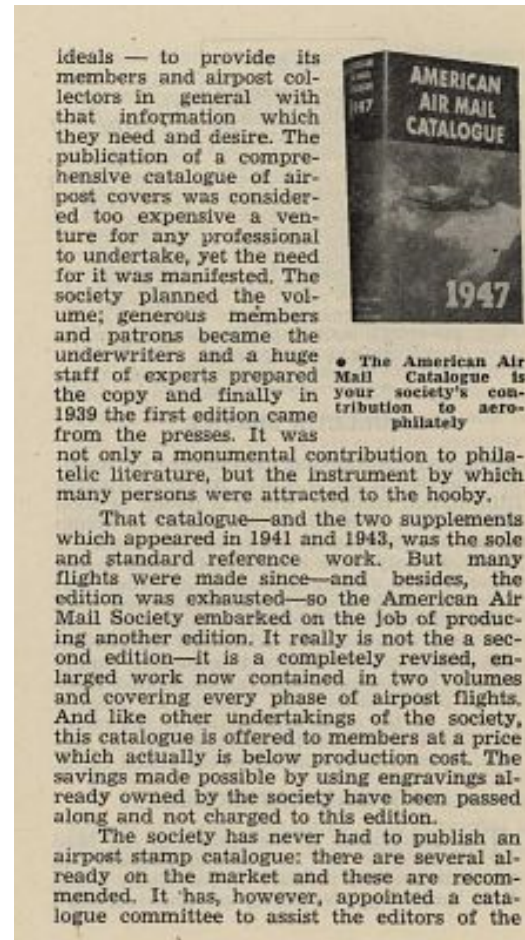 ideals — to provide its
members and airpost col-
lectors in general with
that information which
they need and desire. The
publication of a compre-
hensive catalogue of air-
post covers was consider-
ed too expensive a ven-
ture for any professional
to undertake, yet the need
for it was manifested. The
society planned the vol-
ume; generous members
and patrons became the
underwriters and a huge
staff of experts prepared
the copy and finally in
1939 the first edition came
from the presses. It was
AMERICAN
AIR MAIL
CATALOGUE
1947
● The American Air
Mail Catalogue is
your society's con-
tribution to aero-
philately
not only a monumental contribution to phila-
telic literature, but the instrument by which
many persons were attracted to the hooby.
That catalogue—and the two supplements
which appeared in 1941 and 1943, was the sole
and standard reference work. But many
flights were made since—and besides, the
edition was exhausted—so the American Air
Mail Society embarked on the job of produc-
ing another edition. It really is not the a sec-
ond edition—it is a completely revised, en-
larged work now contained in two volumes
and covering every phase of airpost flights.
And like other undertakings of the society,
this catalogue is offered to members at a price
which actually is below production cost. The
savings made possible by using engravings al-
ready owned by the society have been passed
along and not charged to this edition.
The society has never had to publish an
airpost stamp catalogue: there are several al-
ready on the market and these are recom-
mended. It has, however, appointed a cata-
logue committee to assist the editors of the